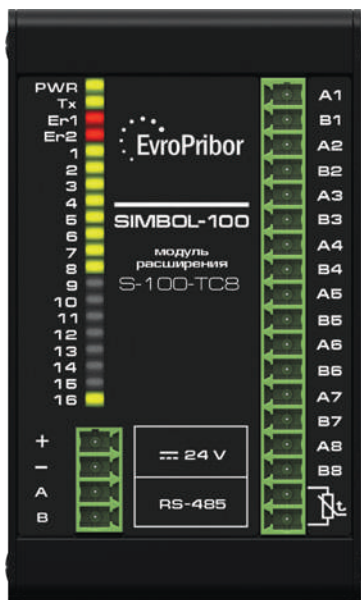 PWR
Tx
Er1
Er2
1
2
3
4
5
6
7
8
9
10
11
12
13
14
15
16
EvroPribor
SIMBOL-100
модуль
расширения
S-100-TC8
A1
B1
A2
B2
A3
B3
A4
B4
A5
B5
A6
B6
A7
B7
A8
B8
t
+
−
A
B
24 V
RS-485